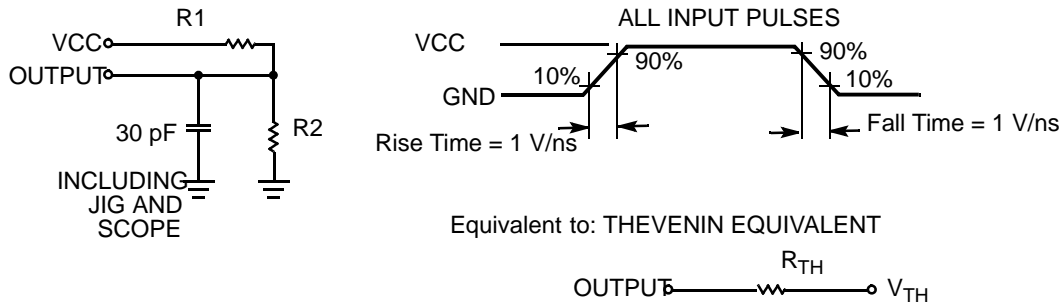 R1
VCC
OUTPUT
30 pF
R2
INCLUDING
JIG AND
SCOPE
ALL INPUT PULSES
VCC
GND
10%
90%
90%
10%
Rise Time = 1 V/ns
Fall Time = 1 V/ns
Equivalent to: THEVENIN EQUIVALENT
RTH
OUTPUT
VTH